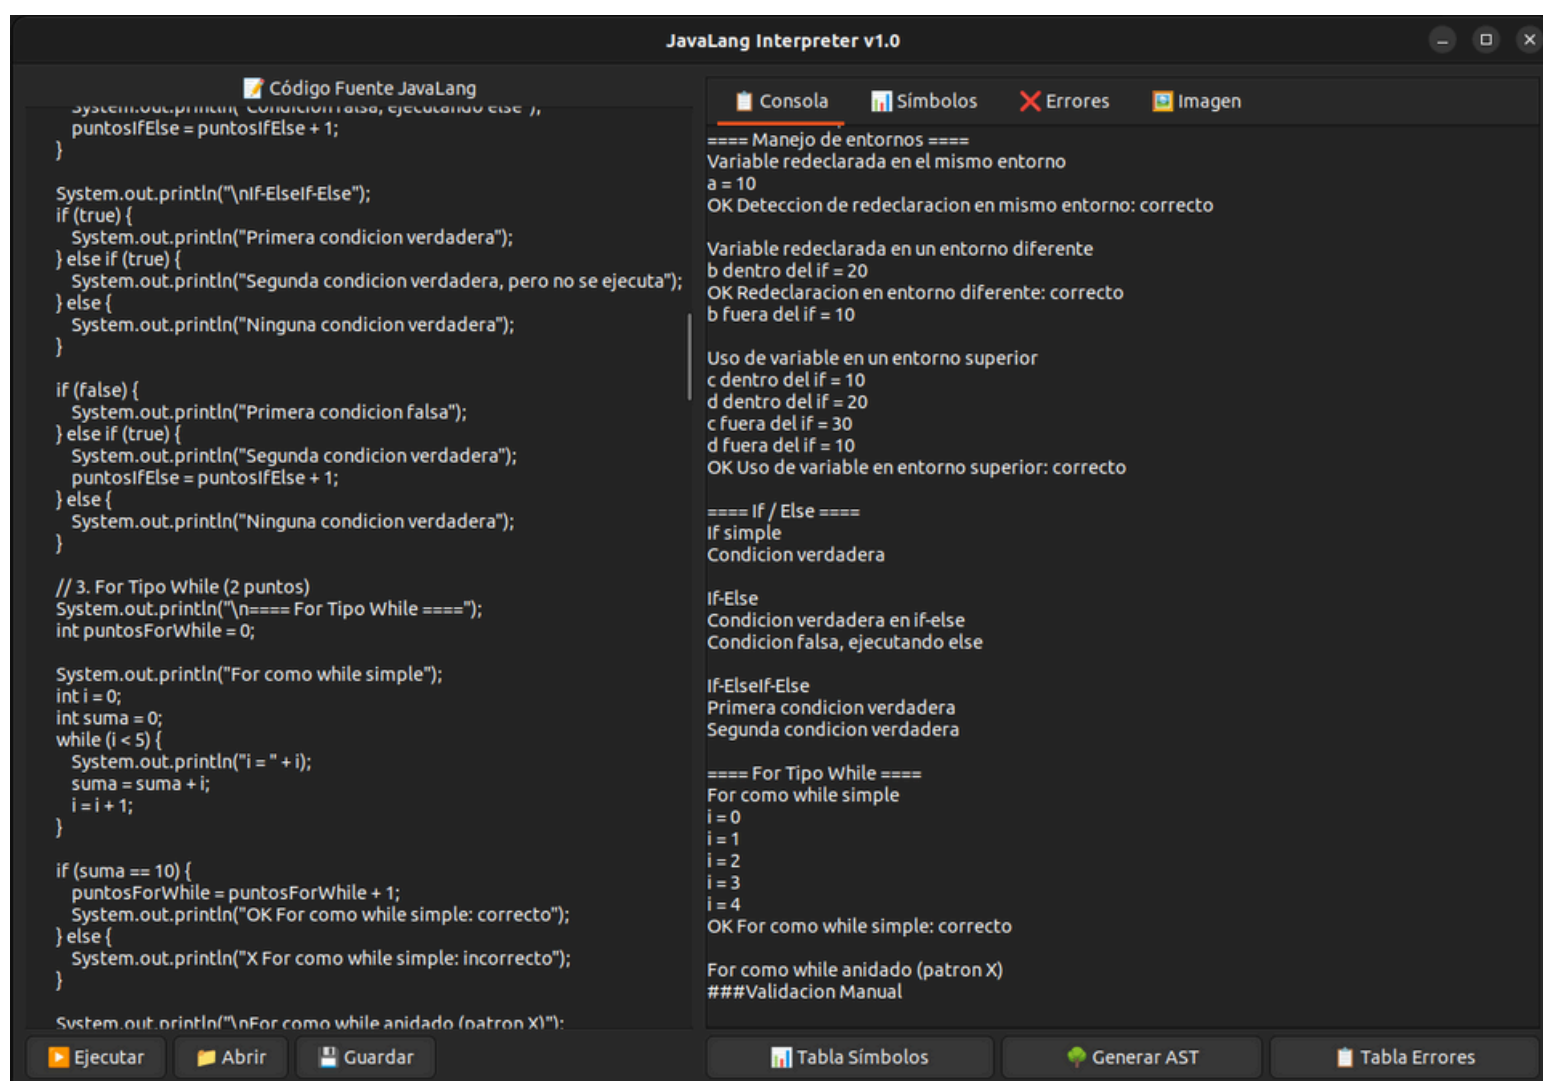 JavaLang Interpreter v1.0
Código Fuente JavaLang
System.out.println("Condicion falsa, ejecutando else");
puntosIfElse = puntosIfElse + 1;
}
System.out.println("\nIf-ElseIf-Else");
if (true) {
System.out.println("Primera condicion verdadera");
} else if (true) {
System.out.println("Segunda condicion verdadera, pero no se ejecuta");
} else {
System.out.println("Ninguna condicion verdadera");
}
if (false) {
System.out.println("Primera condicion falsa");
} else if (true) {
System.out.println("Segunda condicion verdadera");
puntosIfElse = puntosIfElse + 1;
} else {
System.out.println("Ninguna condicion verdadera");
}
// 3. For Tipo While (2 puntos)
System.out.println("\n==== For Tipo While ====");
int puntosForWhile = 0;
System.out.println("For como while simple");
int i = 0;
int suma = 0;
while (i < 5) {
System.out.println("i = " + i);
suma = suma + i;
i = i + 1;
}
if (suma == 10) {
puntosForWhile = puntosForWhile + 1;
System.out.println("OK For como while simple: correcto");
} else {
System.out.println("X For como while simple: incorrecto");
}
System.out.println("\nFor como while anidado (patron X)");
Ejecutar
Abrir
Guardar
Consola
Símbolos
Errores
Imagen
==== Manejo de entornos ====
Variable redeclarada en el mismo entorno
a = 10
OK Deteccion de redeclaracion en mismo entorno: correcto
Variable redeclarada en un entorno diferente
b dentro del if = 20
OK Redeclaracion en entorno diferente: correcto
b fuera del if = 10
Uso de variable en un entorno superior
c dentro del if = 10
d dentro del if = 20
c fuera del if = 30
d fuera del if = 10
OK Uso de variable en entorno superior: correcto
==== If / Else ====
If simple
Condicion verdadera
If-Else
Condicion verdadera en if-else
Condicion falsa, ejecutando else
If-ElseIf-Else
Primera condicion verdadera
Segunda condicion verdadera
==== For Tipo While ====
For como while simple
i = 0
i = 1
i = 2
i = 3
i = 4
OK For como while simple: correcto
For como while anidado (patron X)
###Validacion Manual
Tabla Símbolos
Generar AST
Tabla Errores